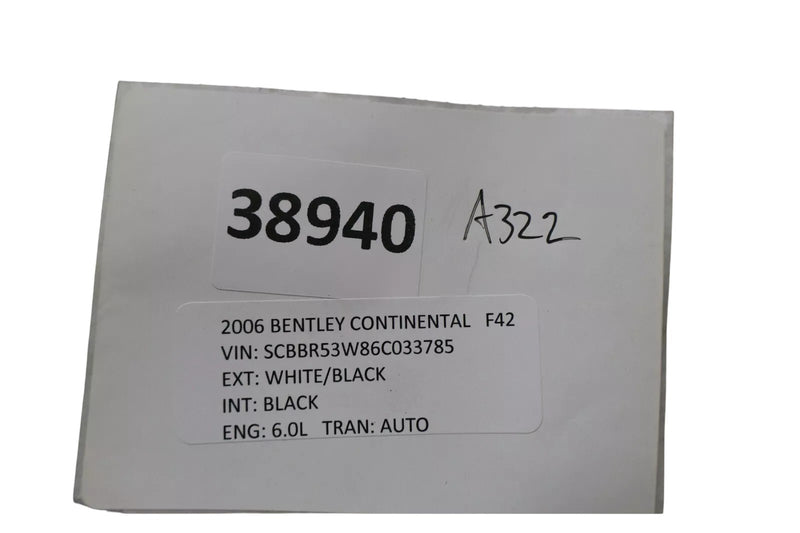 38940
A322
2006 BENTLEY CONTINENTAL F42
VIN: SCBBR53W86C033785
EXT: WHITE/BLACK
INT: BLACK
ENG: 6.0L TRAN: AUTO